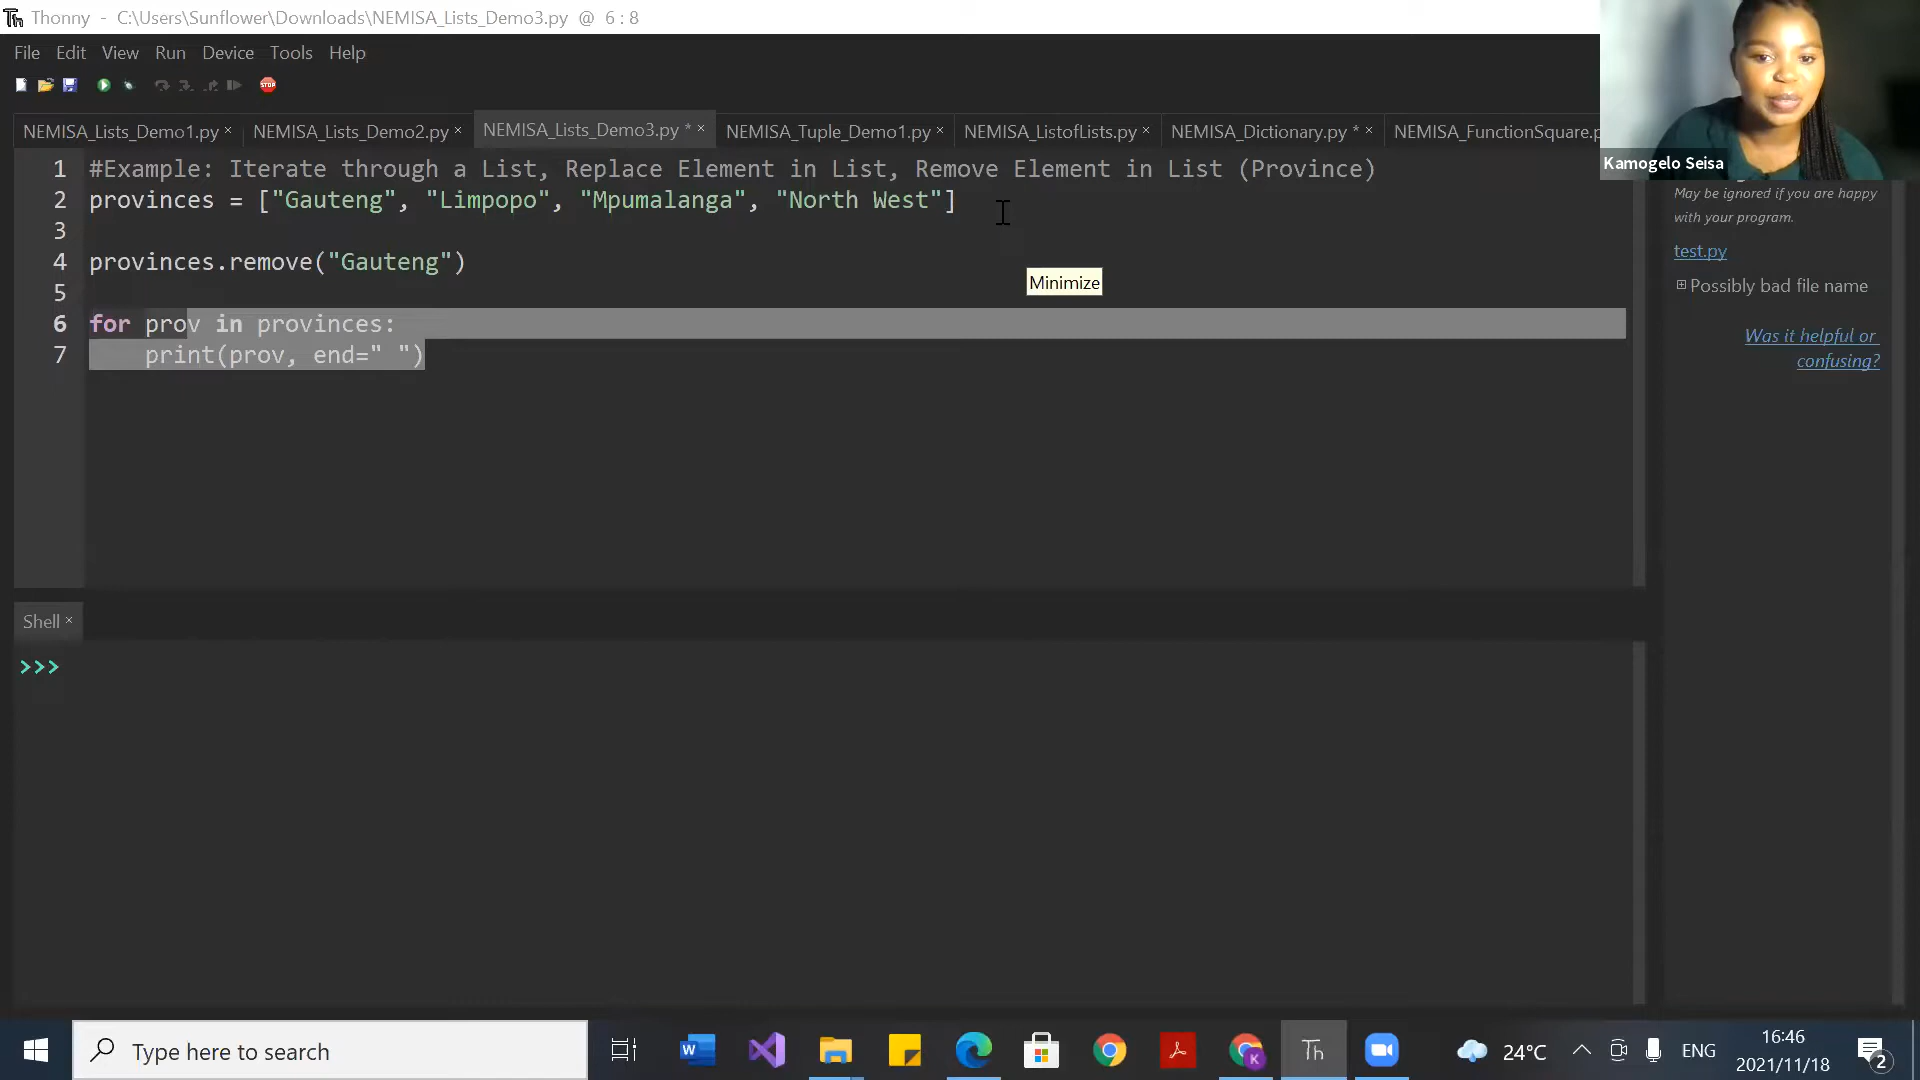 Thonny - C:\Users\Sunflower\Downloads\NEMISA_Lists_Demo3.py @ 6 : 8
File Edit View Run Device Tools Help
STOP
NEMISA_Lists_Demo1.py × NEMISA_Lists_Demo2.py × NEMISA_Lists_Demo3.py * × NEMISA_Tuple_Demo1.py × NEMISA_ListofLists.py × NEMISA_Dictionary.py * × NEMISA_FunctionSquare.p
Kamogelo Seisa
1 #Example: Iterate through a List, Replace Element in List, Remove Element in List (Province)
2 provinces = ["Gauteng", "Limpopo", "Mpumalanga", "North West"]
3
4 provinces.remove("Gauteng")
5
6 for prov in provinces:
7     print(prov, end=" ")
Minimize
May be ignored if you are happy
with your program.
test.py
Possibly bad file name
Was it helpful or
confusing?
Shell ×
>>>
Type here to search
W
K
Th
24°C
ENG
16:46
2021/11/18
2